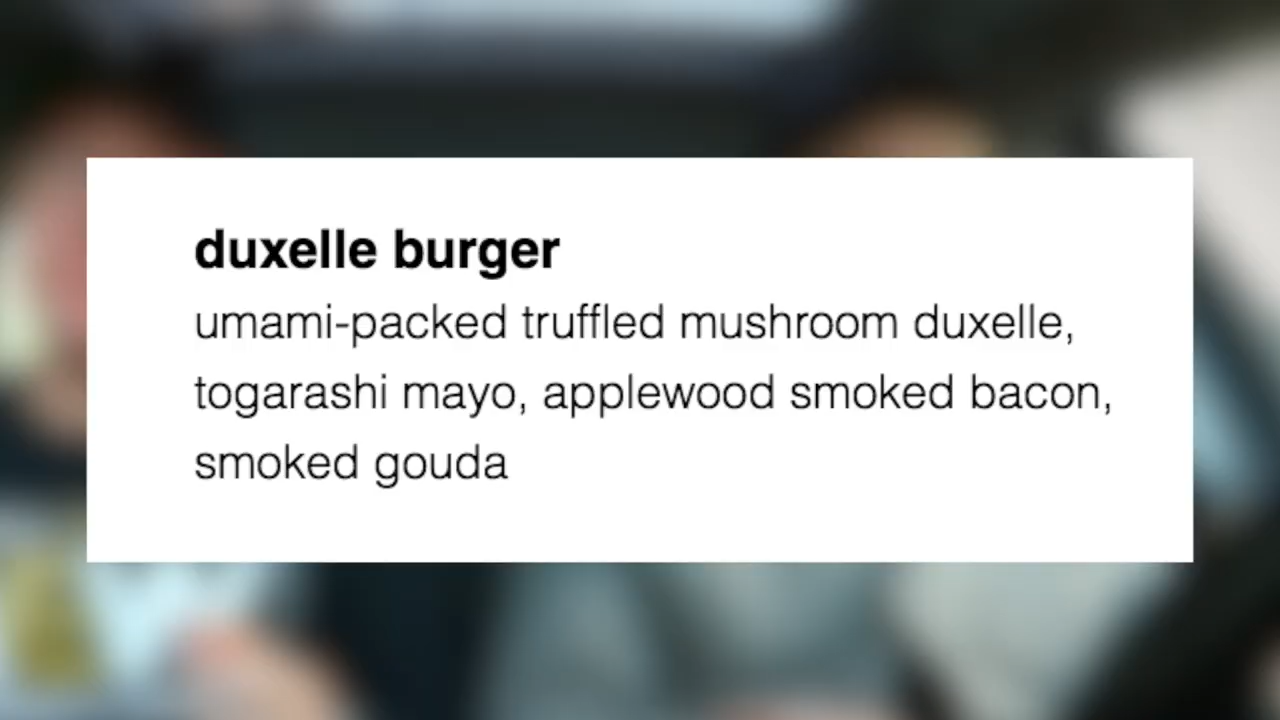 duxelle burger
umami-packed truffled mushroom duxelle,
togarashi mayo, applewood smoked bacon,
smoked gouda